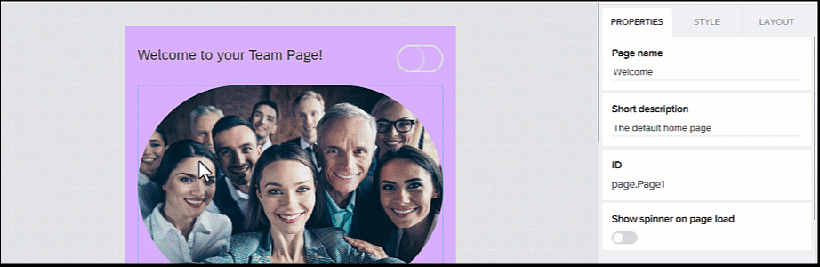 Welcome to your Team Page!
PROPERTIES
STYLE
LAYOUT
Page name
Welcome
Short description
The default home page
ID
page.Page1
Show spinner on page load